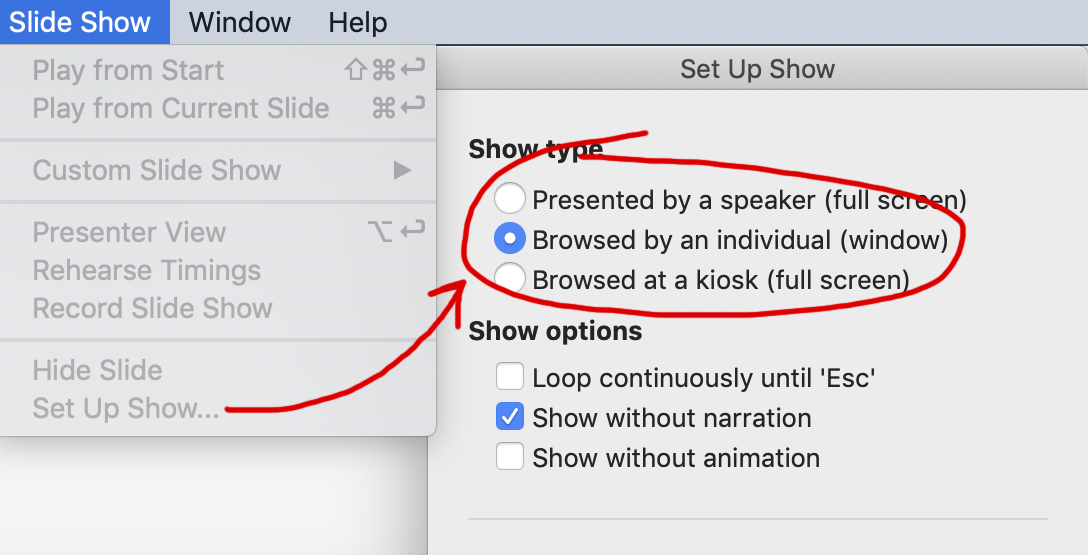 Slide Show Window Help
Play from Start ⇧⌘↩
Play from Current Slide ⌘↩
Custom Slide Show ▶
Presenter View ⌥↩
Rehearse Timings
Record Slide Show
Hide Slide
Set Up Show...
Set Up Show
Show type
Presented by a speaker (full screen)
Browsed by an individual (window)
Browsed at a kiosk (full screen)
Show options
Loop continuously until 'Esc'
Show without narration
Show without animation